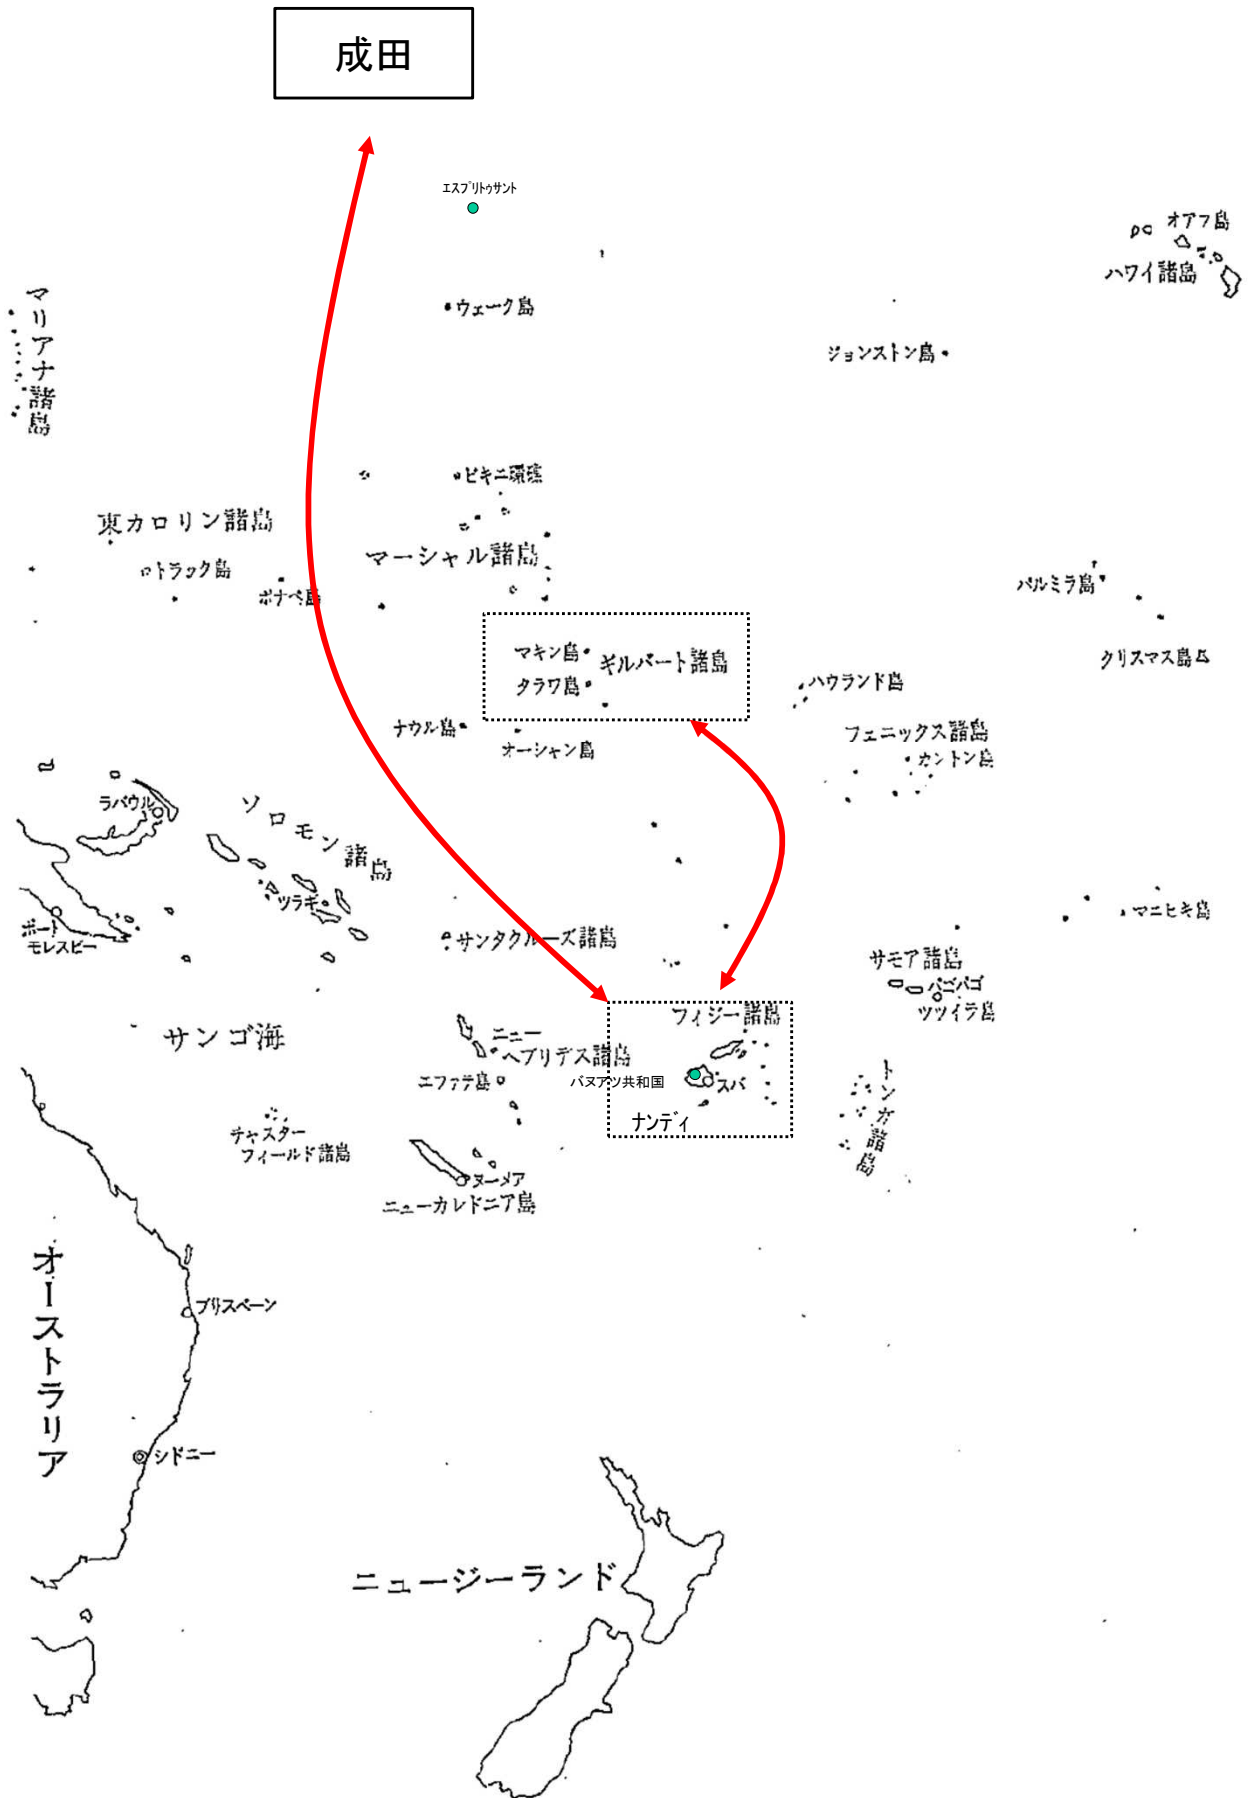 成田
エスプリトゥサント
オアフ島
ハワイ諸島
マリアナ諸島
ウェーク島
ジョンストン島
ビキニ環礁
東カロリン諸島
マーシャル諸島
トラック島
ポナペ島
パルミラ島
マキン島
ギルバート諸島
タラワ島
クリスマス島
ハウランド島
ナウル島
オーシャン島
フェニックス諸島
カントン島
ラバウル
ソロモン諸島
ツラギ
ポート
モレスビー
サンタクルーズ諸島
マニヒキ島
サモア諸島
パゴパゴ
ツツイラ島
フィジー諸島
サンゴ海
ニュー
ヘブリデス諸島
エファテ島
バヌアツ共和国
スバ
ナンディ
トンガ諸島
チャスター
フィールド諸島
ヌーメア
ニューカレドニア島
オーストラリア
ブリスベーン
シドニー
ニュージーランド